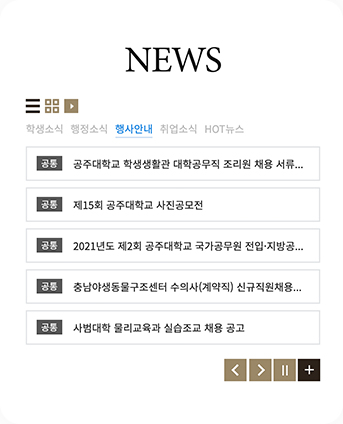 NEWS
학생소식 행정소식 행사안내 취업소식 HOT뉴스
공통 공주대학교 학생생활관 대학공무직 조리원 채용 서류...
공통 제15회 공주대학교 사진공모전
공통 2021년도 제2회 공주대학교 국가공무원 전입·지방공...
공통 충남야생동물구조센터 수의사(계약직) 신규직원채용...
공통 사범대학 물리교육과 실습조교 채용 공고